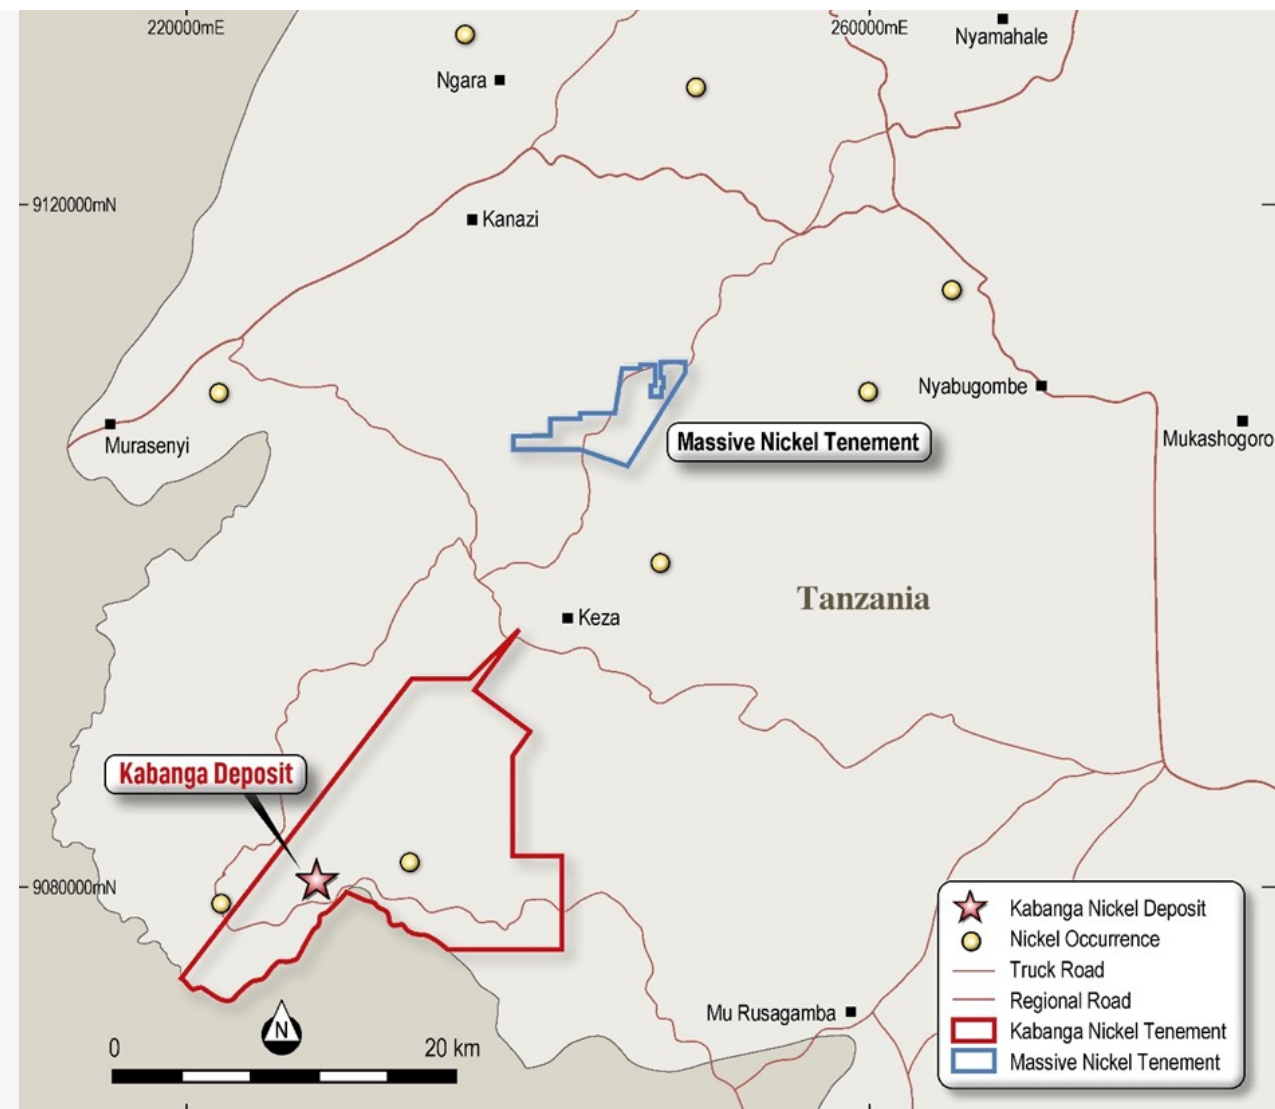 220000mE
260000mE
Nyamahale
Ngara
9120000mN
Kanazi
Nyabugombe
Mukashogoro
Murasenyi
Massive Nickel Tenement
Tanzania
Keza
Kabanga Deposit
9080000mN
Kabanga Nickel Deposit
Nickel Occurrence
Truck Road
Regional Road
Kabanga Nickel Tenement
Massive Nickel Tenement
Mu Rusagamba
N
0
20 km